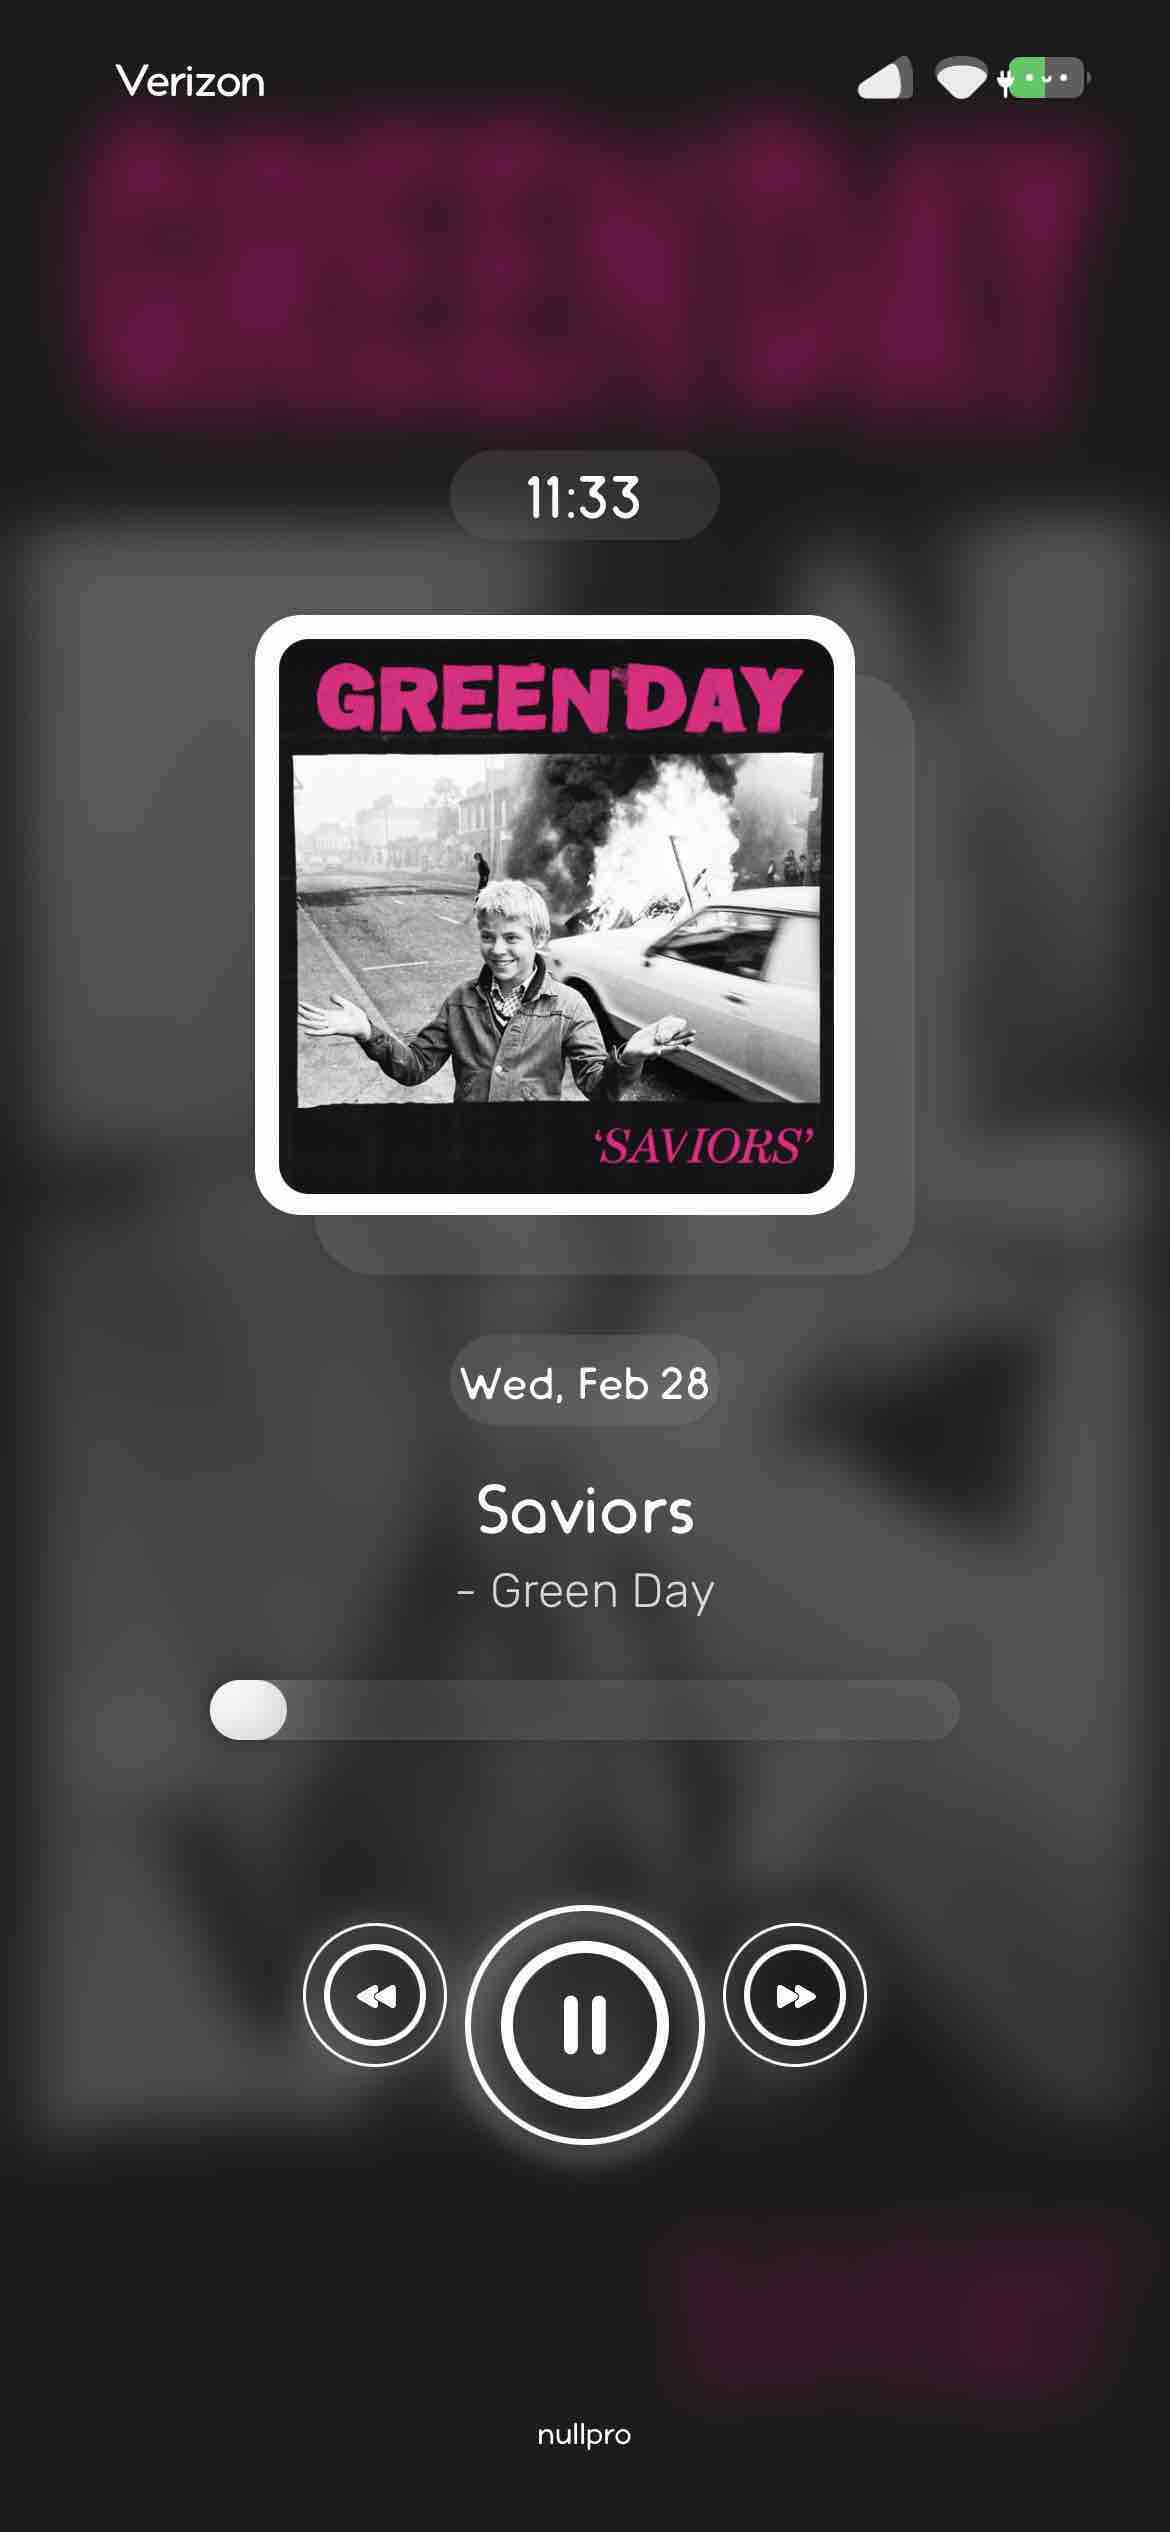 Verizon
11:33
GREEN DAY
‘SAVIORS’
Wed, Feb 28
Saviors
- Green Day
nullpro